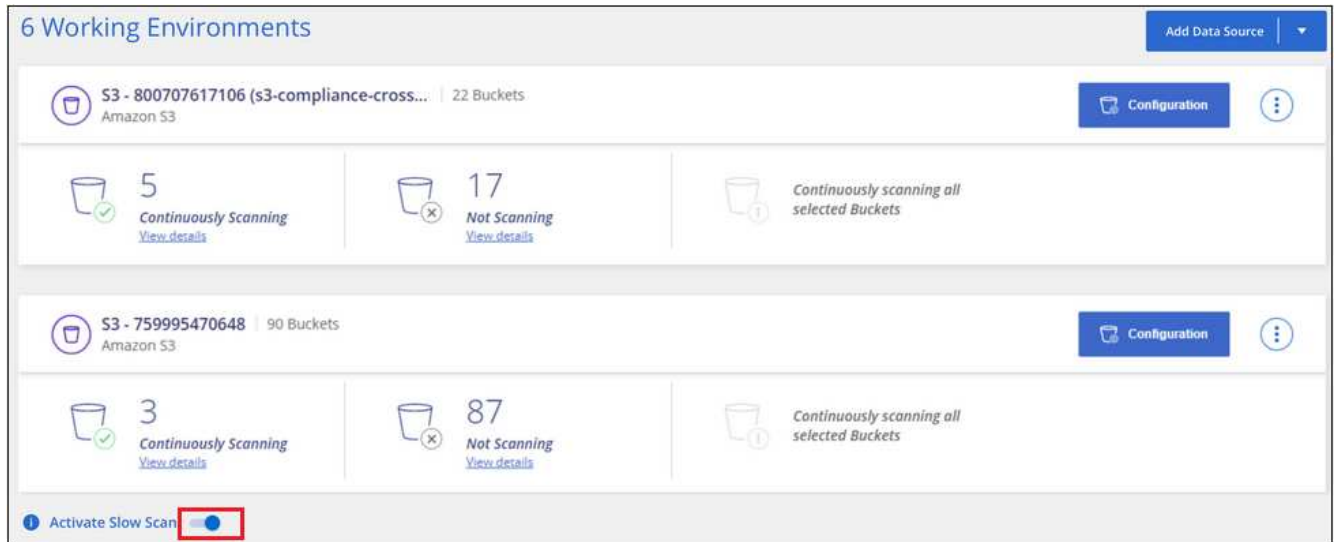 6 Working Environments
Add Data Source
S3 - 800707617106 (s3-compliance-cross... | 22 Buckets
Amazon S3
Configuration
5
Continuously Scanning
View details
17
Not Scanning
View details
Continuously scanning all
selected Buckets
S3 - 759995470648 | 90 Buckets
Amazon S3
Configuration
3
Continuously Scanning
View details
87
Not Scanning
View details
Continuously scanning all
selected Buckets
Activate Slow Scan